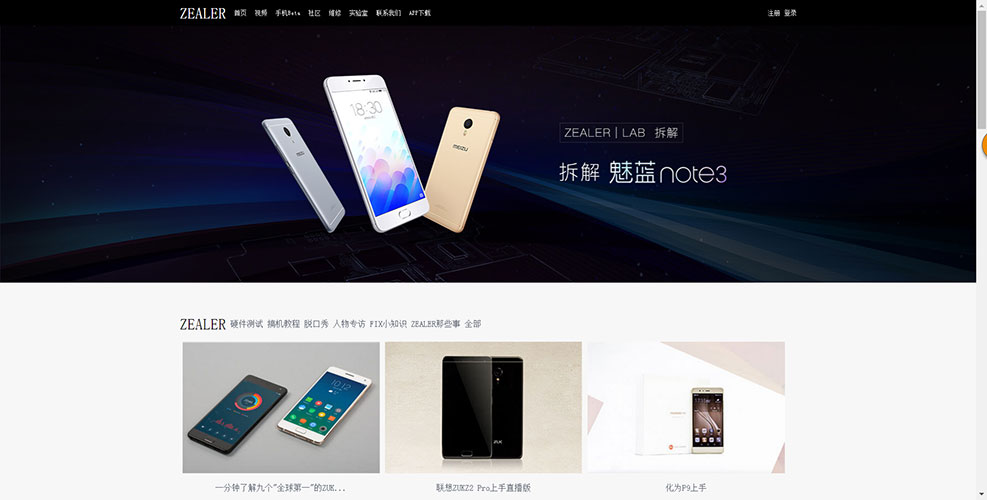 ZEALER 首页 视频 手机Beta 社区 维修 实验室 联系我们 APP下载 注册 登录
18:30
MEIZU
MEIZU
ZEALER | LAB 拆解
拆解 魅蓝note3
ZEALER 硬件测试 搞机教程 脱口秀 人物专访 FIX小知识 ZEALER那些事 全部
10:12
ZUK
一分钟了解九个"全球第一"的ZUK...
联想ZUKZ2 Pro上手直播版
化为P9上手